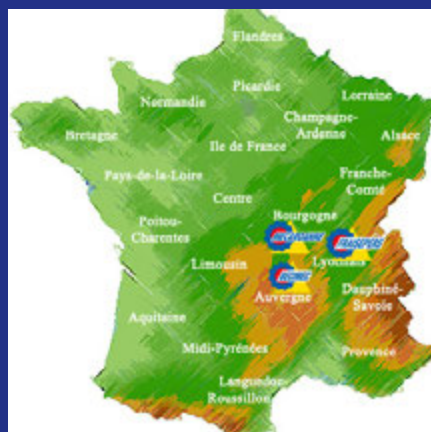 Flandres
Picardie
Normandie
Lorraine
Champagne-
Ardenne
Alsace
Bretagne
Ile de France
Pays-de-la-Loire
Franche-
Comté
Centre
Bourgogne
Poitou-
Charentes
FRAISEPERS
Lyonnais
Limousin
Auvergne
Dauphiné-
Savoie
Aquitaine
Midi-Pyrénées
Provence
Languedoc-
Roussillon